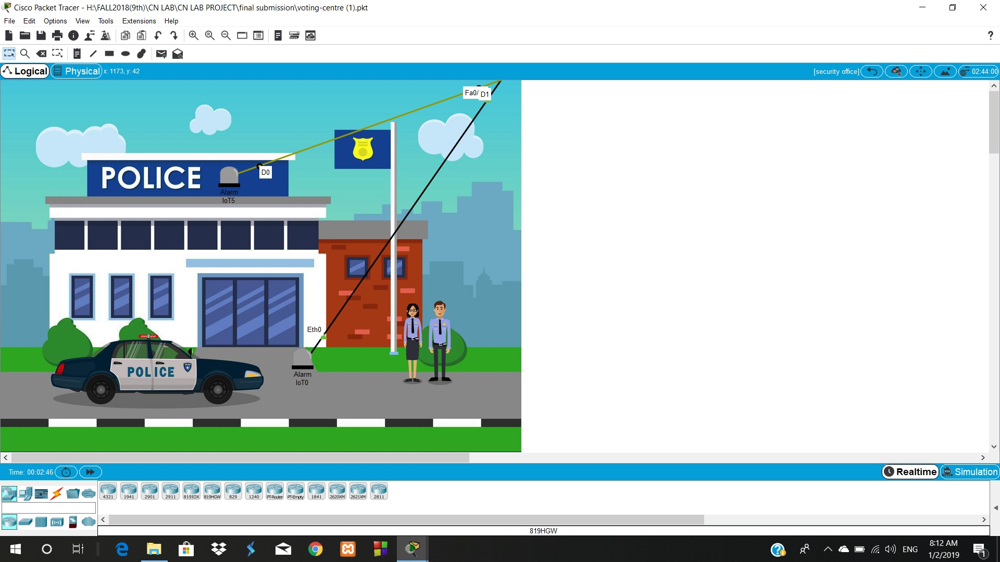 Cisco Packet Tracer - H:\FALL2018(9th)\CN LAB\CN LAB PROJECT\final submission\voting-centre (1).pkt
File Edit Options View Tools Extensions Help
?
Logical Physical x: 1173, y: 42 [security office] 02:44:00
Fa0/ D1
POLICE
D0
Alarm
IoT5
Eth0
POLICE
Alarm
IoT0
Time: 00:02:46 Realtime Simulation
4321 1941 2901 2911 819IOX 819HGW 829 1240 PT-Router PT-Empty 1841 2620XM 2621XM 2811
819HGW
ENG
8:12 AM
1/2/2019
1